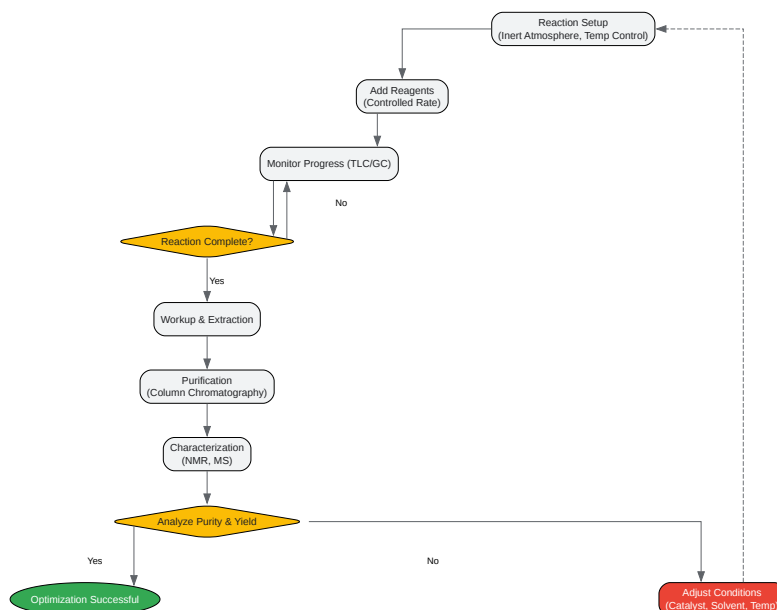 Reaction Setup
(Inert Atmosphere, Temp Control)
Add Reagents
(Controlled Rate)
Monitor Progress (TLC/GC)
No
Reaction Complete?
Yes
Workup & Extraction
Purification
(Column Chromatography)
Characterization
(NMR, MS)
Analyze Purity & Yield
Yes
No
Optimization Successful
Adjust Conditions
(Catalyst, Solvent, Temp